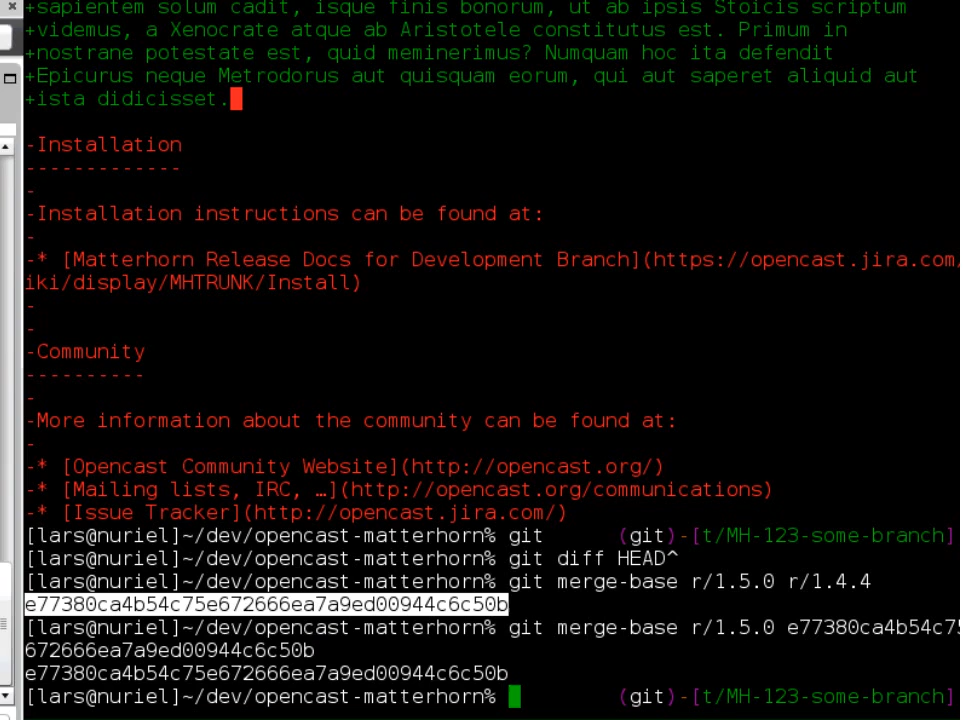 +sapientem solum cadit, isque finis bonorum, ut ab ipsis Stoicis scriptum
+videmus, a Xenocrate atque ab Aristotele constitutus est. Primum in
+nostrane potestate est, quid meminerimus? Numquam hoc ita defendit
+Epicurus neque Metrodorus aut quisquam eorum, qui aut saperet aliquid aut
+ista didicisset.
-Installation
-------------
-
-Installation instructions can be found at:
-
-* [Matterhorn Release Docs for Development Branch](https://opencast.jira.com/
iki/display/MHTRUNK/Install)
-
-
-Community
----------- 
-
-More information about the community can be found at:
-
-* [Opencast Community Website](http://opencast.org/)
-* [Mailing lists, IRC, …](http://opencast.org/communications)
-* [Issue Tracker](http://opencast.jira.com/)
[lars@nuriel]~/dev/opencast-matterhorn% git (git)-[t/MH-123-some-branch]
[lars@nuriel]~/dev/opencast-matterhorn% git diff HEAD^
[lars@nuriel]~/dev/opencast-matterhorn% git merge-base r/1.5.0 r/1.4.4
e77380ca4b54c75e672666ea7a9ed00944c6c50b
[lars@nuriel]~/dev/opencast-matterhorn% git merge-base r/1.5.0 e77380ca4b54c75
672666ea7a9ed00944c6c50b
e77380ca4b54c75e672666ea7a9ed00944c6c50b
[lars@nuriel]~/dev/opencast-matterhorn% (git)-[t/MH-123-some-branch]